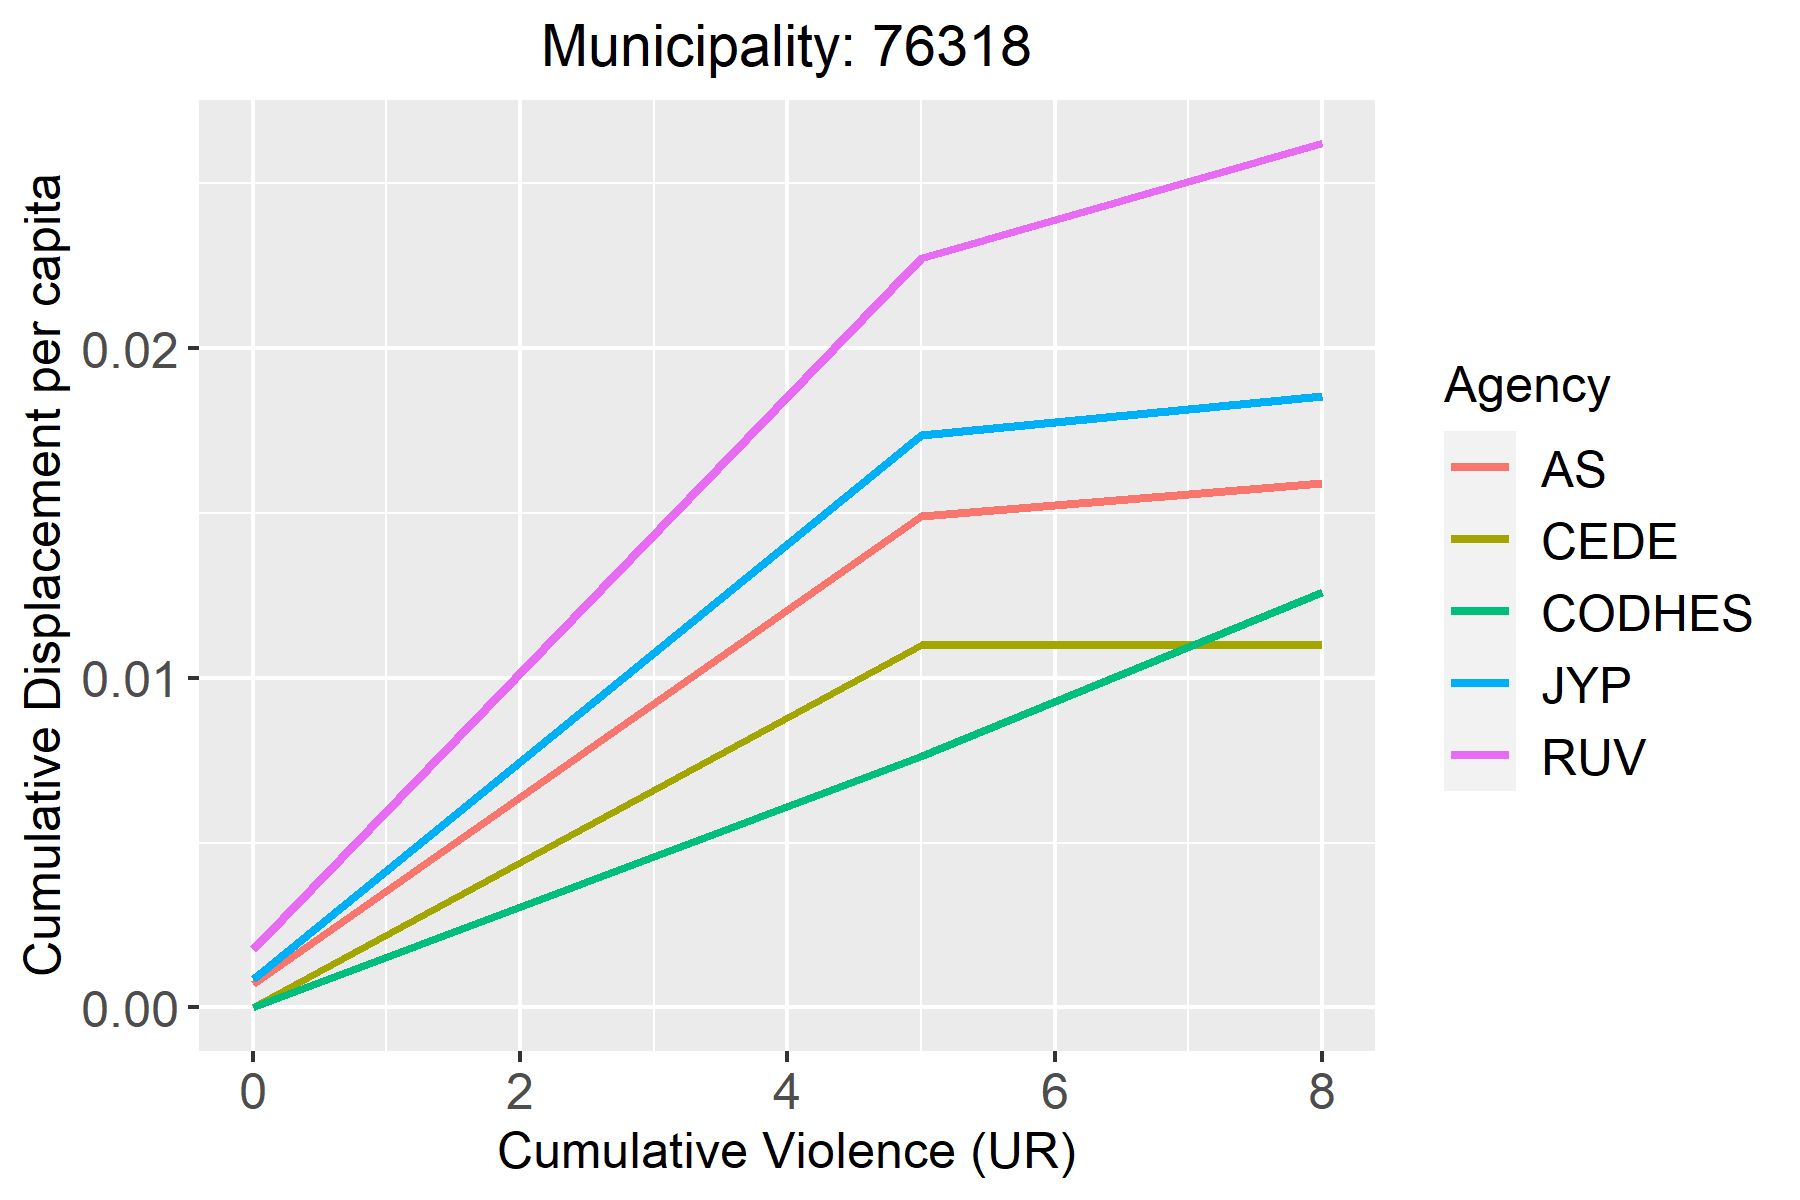 Municipality: 76318
Cumulative Displacement per capita
0.02
0.01
0.00
0 2 4 6 8
Cumulative Violence (UR)
Agency
AS
CEDE
CODHES
JYP
RUV